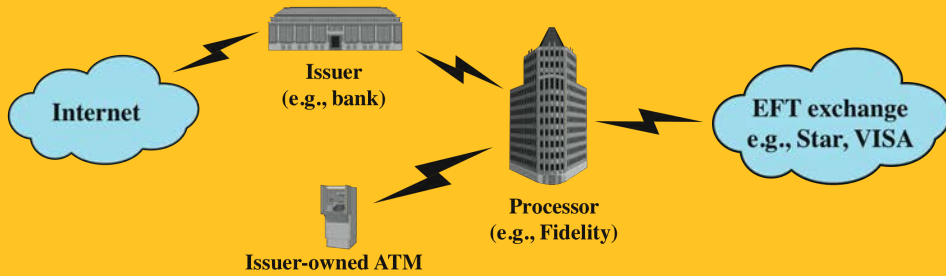 Internet
Issuer
(e.g., bank)
EFT exchange
e.g., Star, VISA
Processor
(e.g., Fidelity)
Issuer-owned ATM